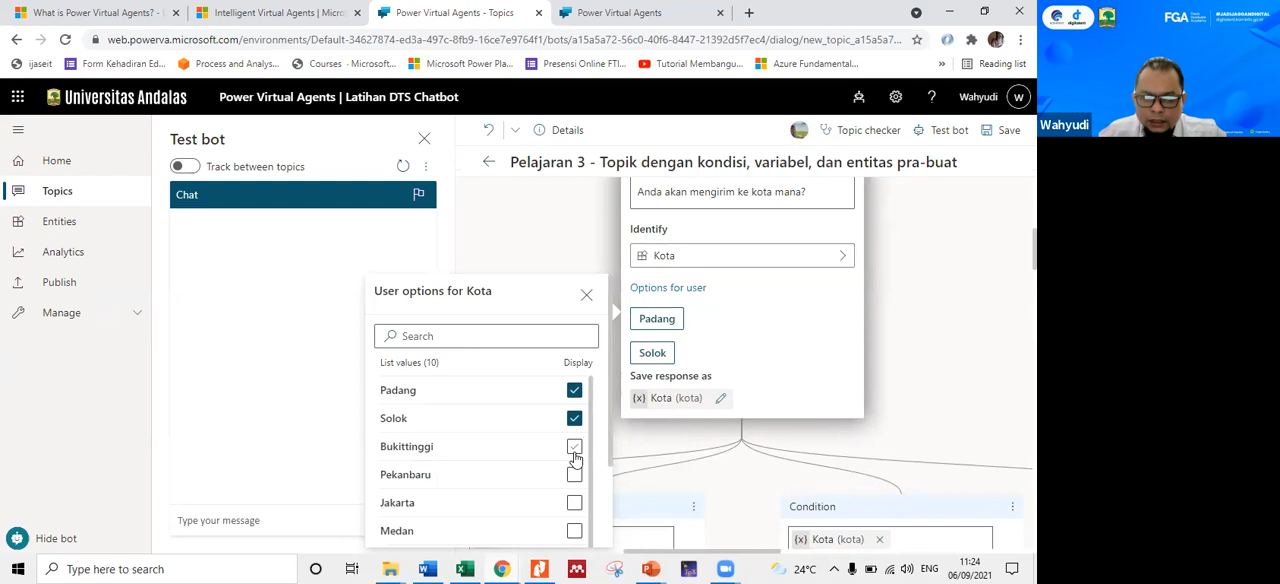 What is Power Virtual Agents? -
Intelligent Virtual Agents | Micr
Power Virtual Agents - Topics
Power Virtual Agents
web.powerva.microsoft.com/environments/Default-34627874-ed3a-497c-8fb9-16ce7e9764f1/bots/a15a5a72-56c0-40f6-8447-21392d5f7ec4/dialog/new_topic_a15a5a7...
ijaseit
Form Kehadiran Ed...
Process and Analys...
Courses - Microsoft...
Microsoft Power Pla...
Presensi Online FTI...
Tutorial Membangu...
Azure Fundamental...
»
Reading list
Universitas Andalas
Power Virtual Agents | Latihan DTS Chatbot
?
Wahyudi
W
Home
Topics
Entities
Analytics
Publish
Manage
Hide bot
Test bot
Track between topics
Chat
Type your message
Details
Topic checker
Test bot
Save
Pelajaran 3 - Topik dengan kondisi, variabel, dan entitas pra-buat
Anda akan mengirim ke kota mana?
Identify
Kota
Options for user
Padang
Solok
Save response as
{x} Kota (kota)
User options for Kota
Search
List values (10) Display
Padang
Solok
Bukittinggi
Pekanbaru
Jakarta
Medan
Condition
{x} Kota (kota)
Type here to search
24°C
ENG
11:24
06/09/2021
FGA
Wahyudi